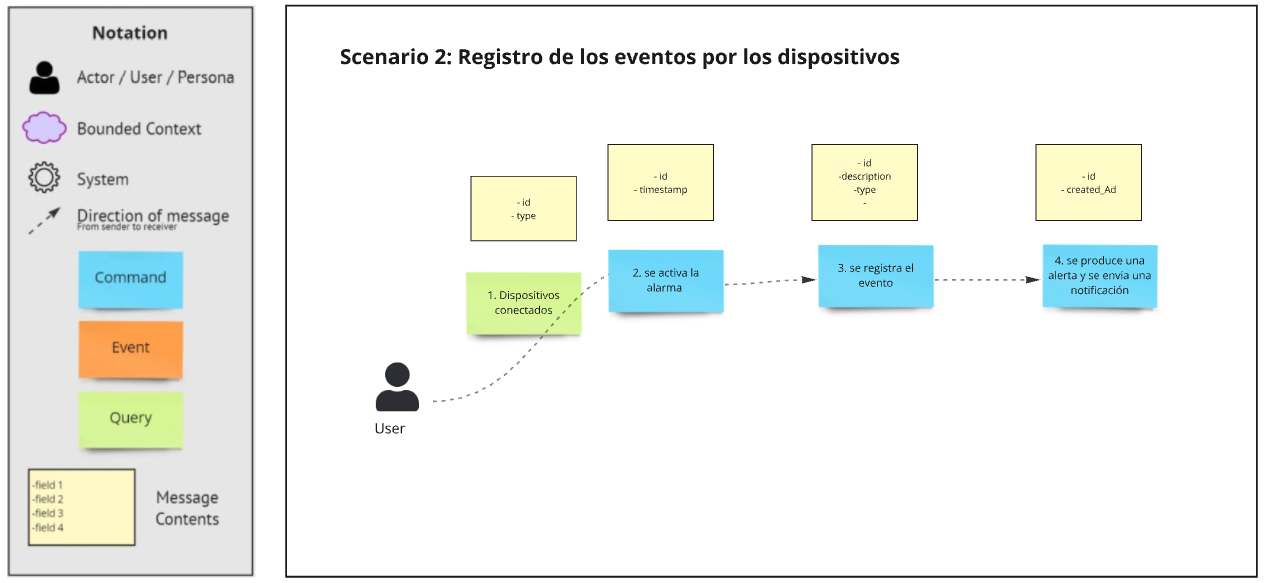 Notation
Actor / User / Persona
Bounded Context
System
Direction of message
From sender to receiver
Command
Event
Query
-field 1
-field 2
-field 3
-field 4
Message
Contents
Scenario 2: Registro de los eventos por los dispositivos
- id
- type
- id
- timestamp
- id
-description
-type
-
- id
- created_Ad
1. Dispositivos
conectados
2. se activa la
alarma
3. se registra el
evento
4. se produce una
alerta y se envia una
notificación
User